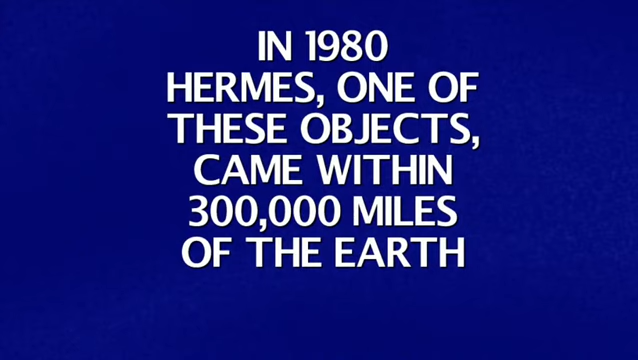 IN 1980
HERMES, ONE OF
THESE OBJECTS,
CAME WITHIN
300,000 MILES
OF THE EARTH